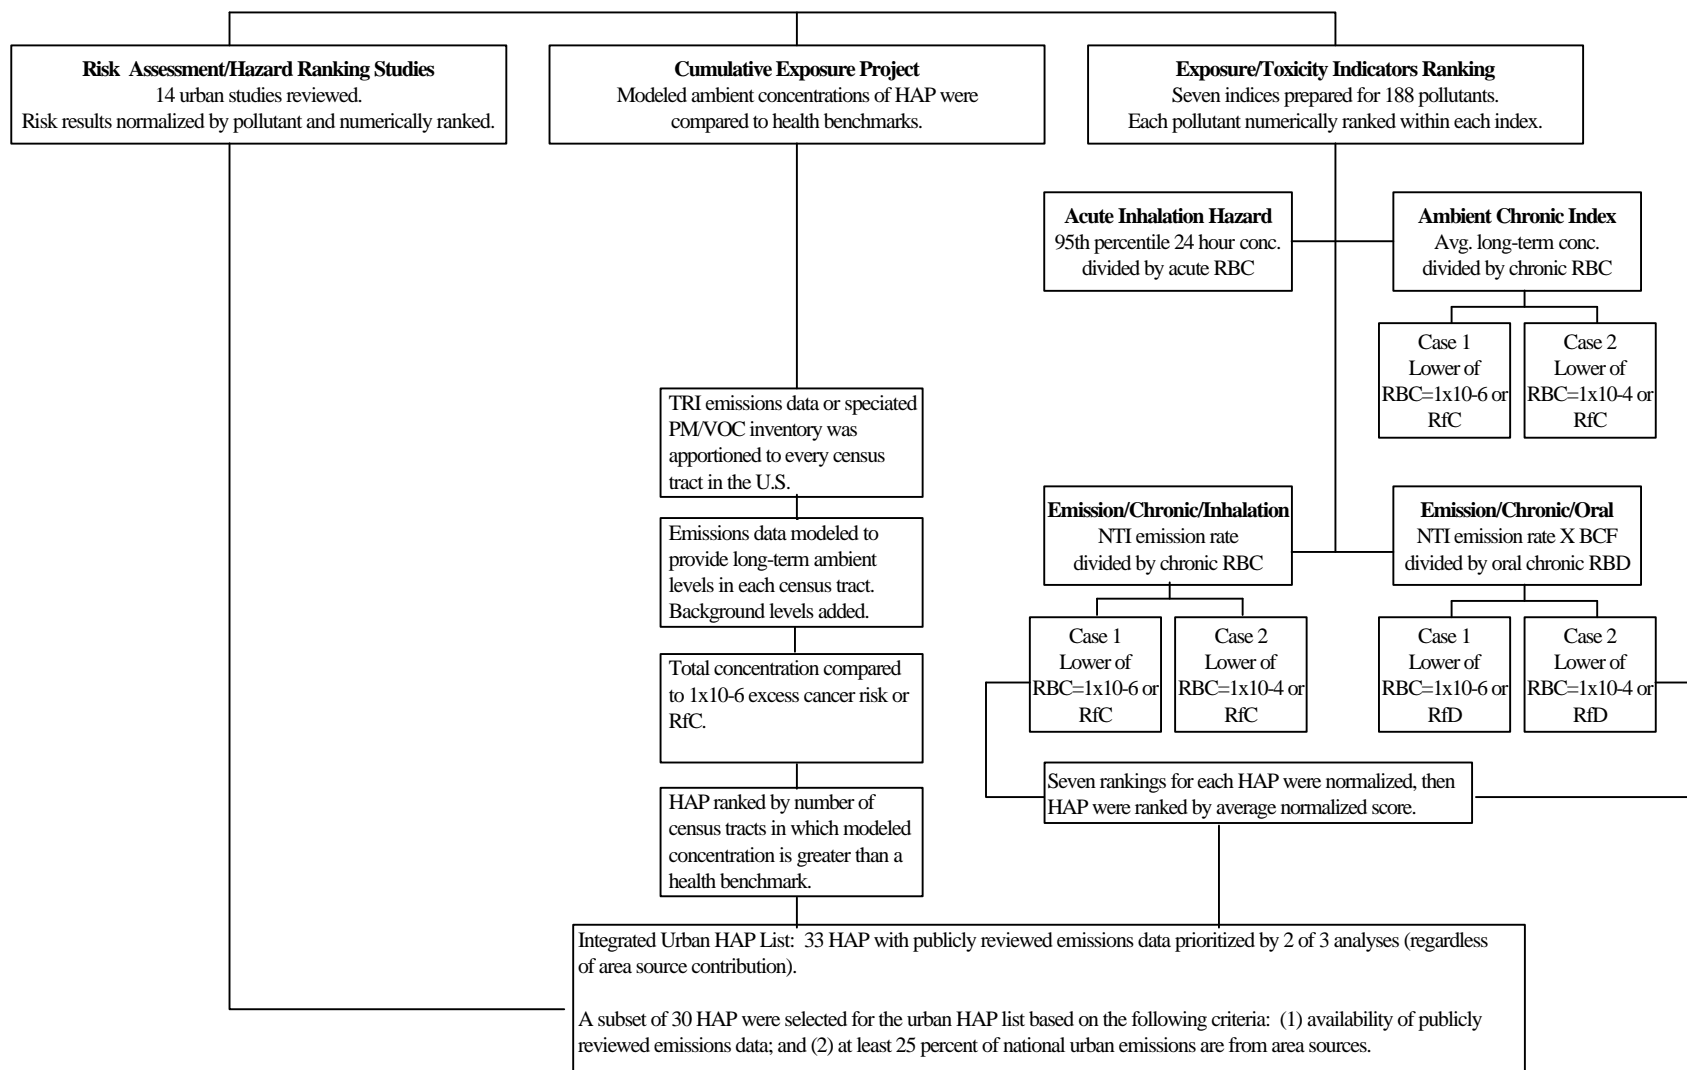 Risk Assessment/Hazard Ranking Studies
14 urban studies reviewed.
Risk results normalized by pollutant and numerically ranked.
Cumulative Exposure Project
Modeled ambient concentrations of HAP were
compared to health benchmarks.
Exposure/Toxicity Indicators Ranking
Seven indices prepared for 188 pollutants.
Each pollutant numerically ranked within each index.
Acute Inhalation Hazard
95th percentile 24 hour conc.
divided by acute RBC
Ambient Chronic Index
Avg. long-term conc.
divided by chronic RBC
Case 1
Lower of
RBC=1x10-6 or
RfC
Case 2
Lower of
RBC=1x10-4 or
RfC
TRI emissions data or speciated
PM/VOC inventory was
apportioned to every census
tract in the U.S.
Emissions data modeled to
provide long-term ambient
levels in each census tract.
Background levels added.
Total concentration compared
to 1x10-6 excess cancer risk or
RfC.
HAP ranked by number of
census tracts in which modeled
concentration is greater than a
health benchmark.
Emission/Chronic/Inhalation
NTI emission rate
divided by chronic RBC
Emission/Chronic/Oral
NTI emission rate X BCF
divided by oral chronic RBD
Case 1
Lower of
RBC=1x10-6 or
RfC
Case 2
Lower of
RBC=1x10-4 or
RfC
Case 1
Lower of
RBC=1x10-6 or
RfD
Case 2
Lower of
RBC=1x10-4 or
RfD
Seven rankings for each HAP were normalized, then
HAP were ranked by average normalized score.
Integrated Urban HAP List: 33 HAP with publicly reviewed emissions data prioritized by 2 of 3 analyses (regardless
of area source contribution).
A subset of 30 HAP were selected for the urban HAP list based on the following criteria: (1) availability of publicly
reviewed emissions data; and (2) at least 25 percent of national urban emissions are from area sources.